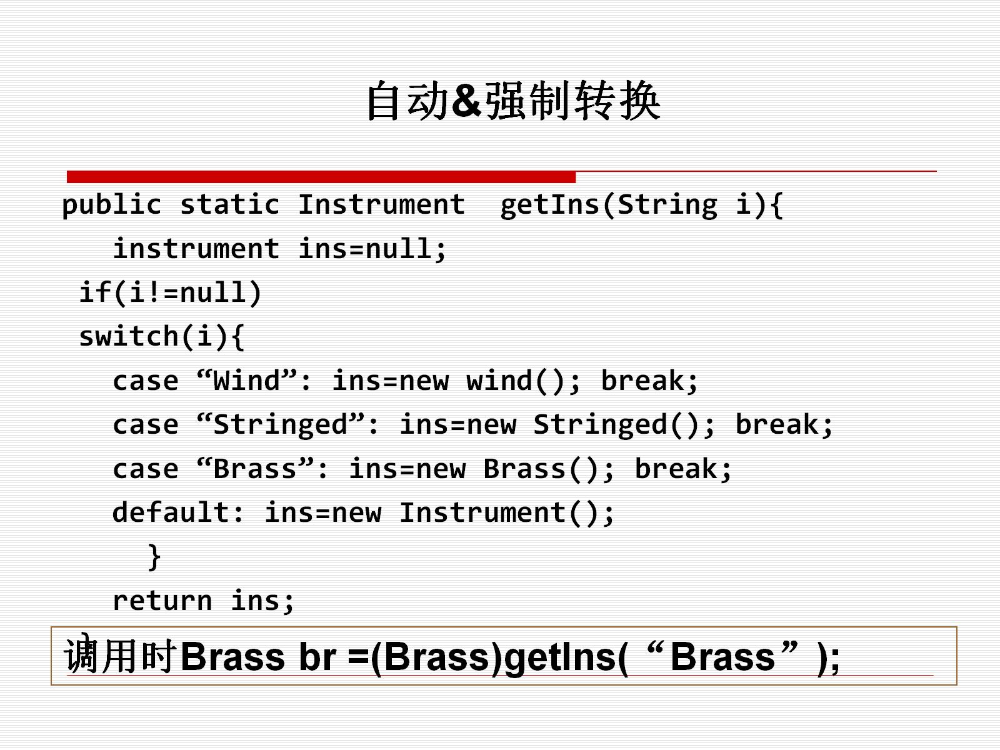 自动&强制转换
public static Instrument  getIns(String i){
instrument ins=null;
if(i!=null)
switch(i){
case “Wind”: ins=new wind(); break;
case “Stringed”: ins=new Stringed(); break;
case “Brass”: ins=new Brass(); break;
default: ins=new Instrument();
}
return ins;
}
调用时Brass br =(Brass)getIns(“Brass”);